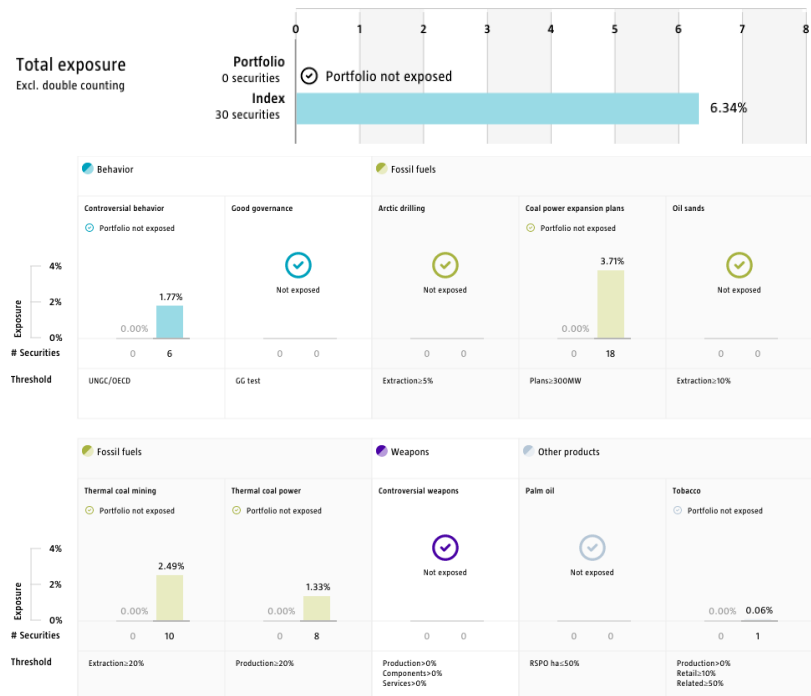 0 1 2 3 4 5 6 7 8
Total exposure
Excl. double counting
Portfolio
0 securities
Portfolio not exposed
Index
30 securities
6.34%
Behavior
Fossil fuels
Controversial behavior
Good governance
Arctic drilling
Coal power expansion plans
Oil sands
Portfolio not exposed
Portfolio not exposed
Not exposed
Not exposed
Not exposed
Exposure
4%
2%
0%
0.00% 1.77%
0.00% 3.71%
# Securities 0 6 0 0 0 0 0 18 0 0
Threshold UNGC/OECD GG test Extraction≥5% Plans≥300MW Extraction≥10%
Fossil fuels
Weapons
Other products
Thermal coal mining
Thermal coal power
Controversial weapons
Palm oil
Tobacco
Portfolio not exposed
Portfolio not exposed
Portfolio not exposed
Not exposed
Not exposed
Exposure
4%
2%
0%
0.00% 2.49%
0.00% 1.33%
0.00% 0.06%
# Securities 0 10 0 8 0 0 0 0 0 1
Threshold Extraction≥20% Production≥20% Production>0% RSPO ha≤50% Production>0%
Components>0% Retail≥10%
Services>0% Related≥50%